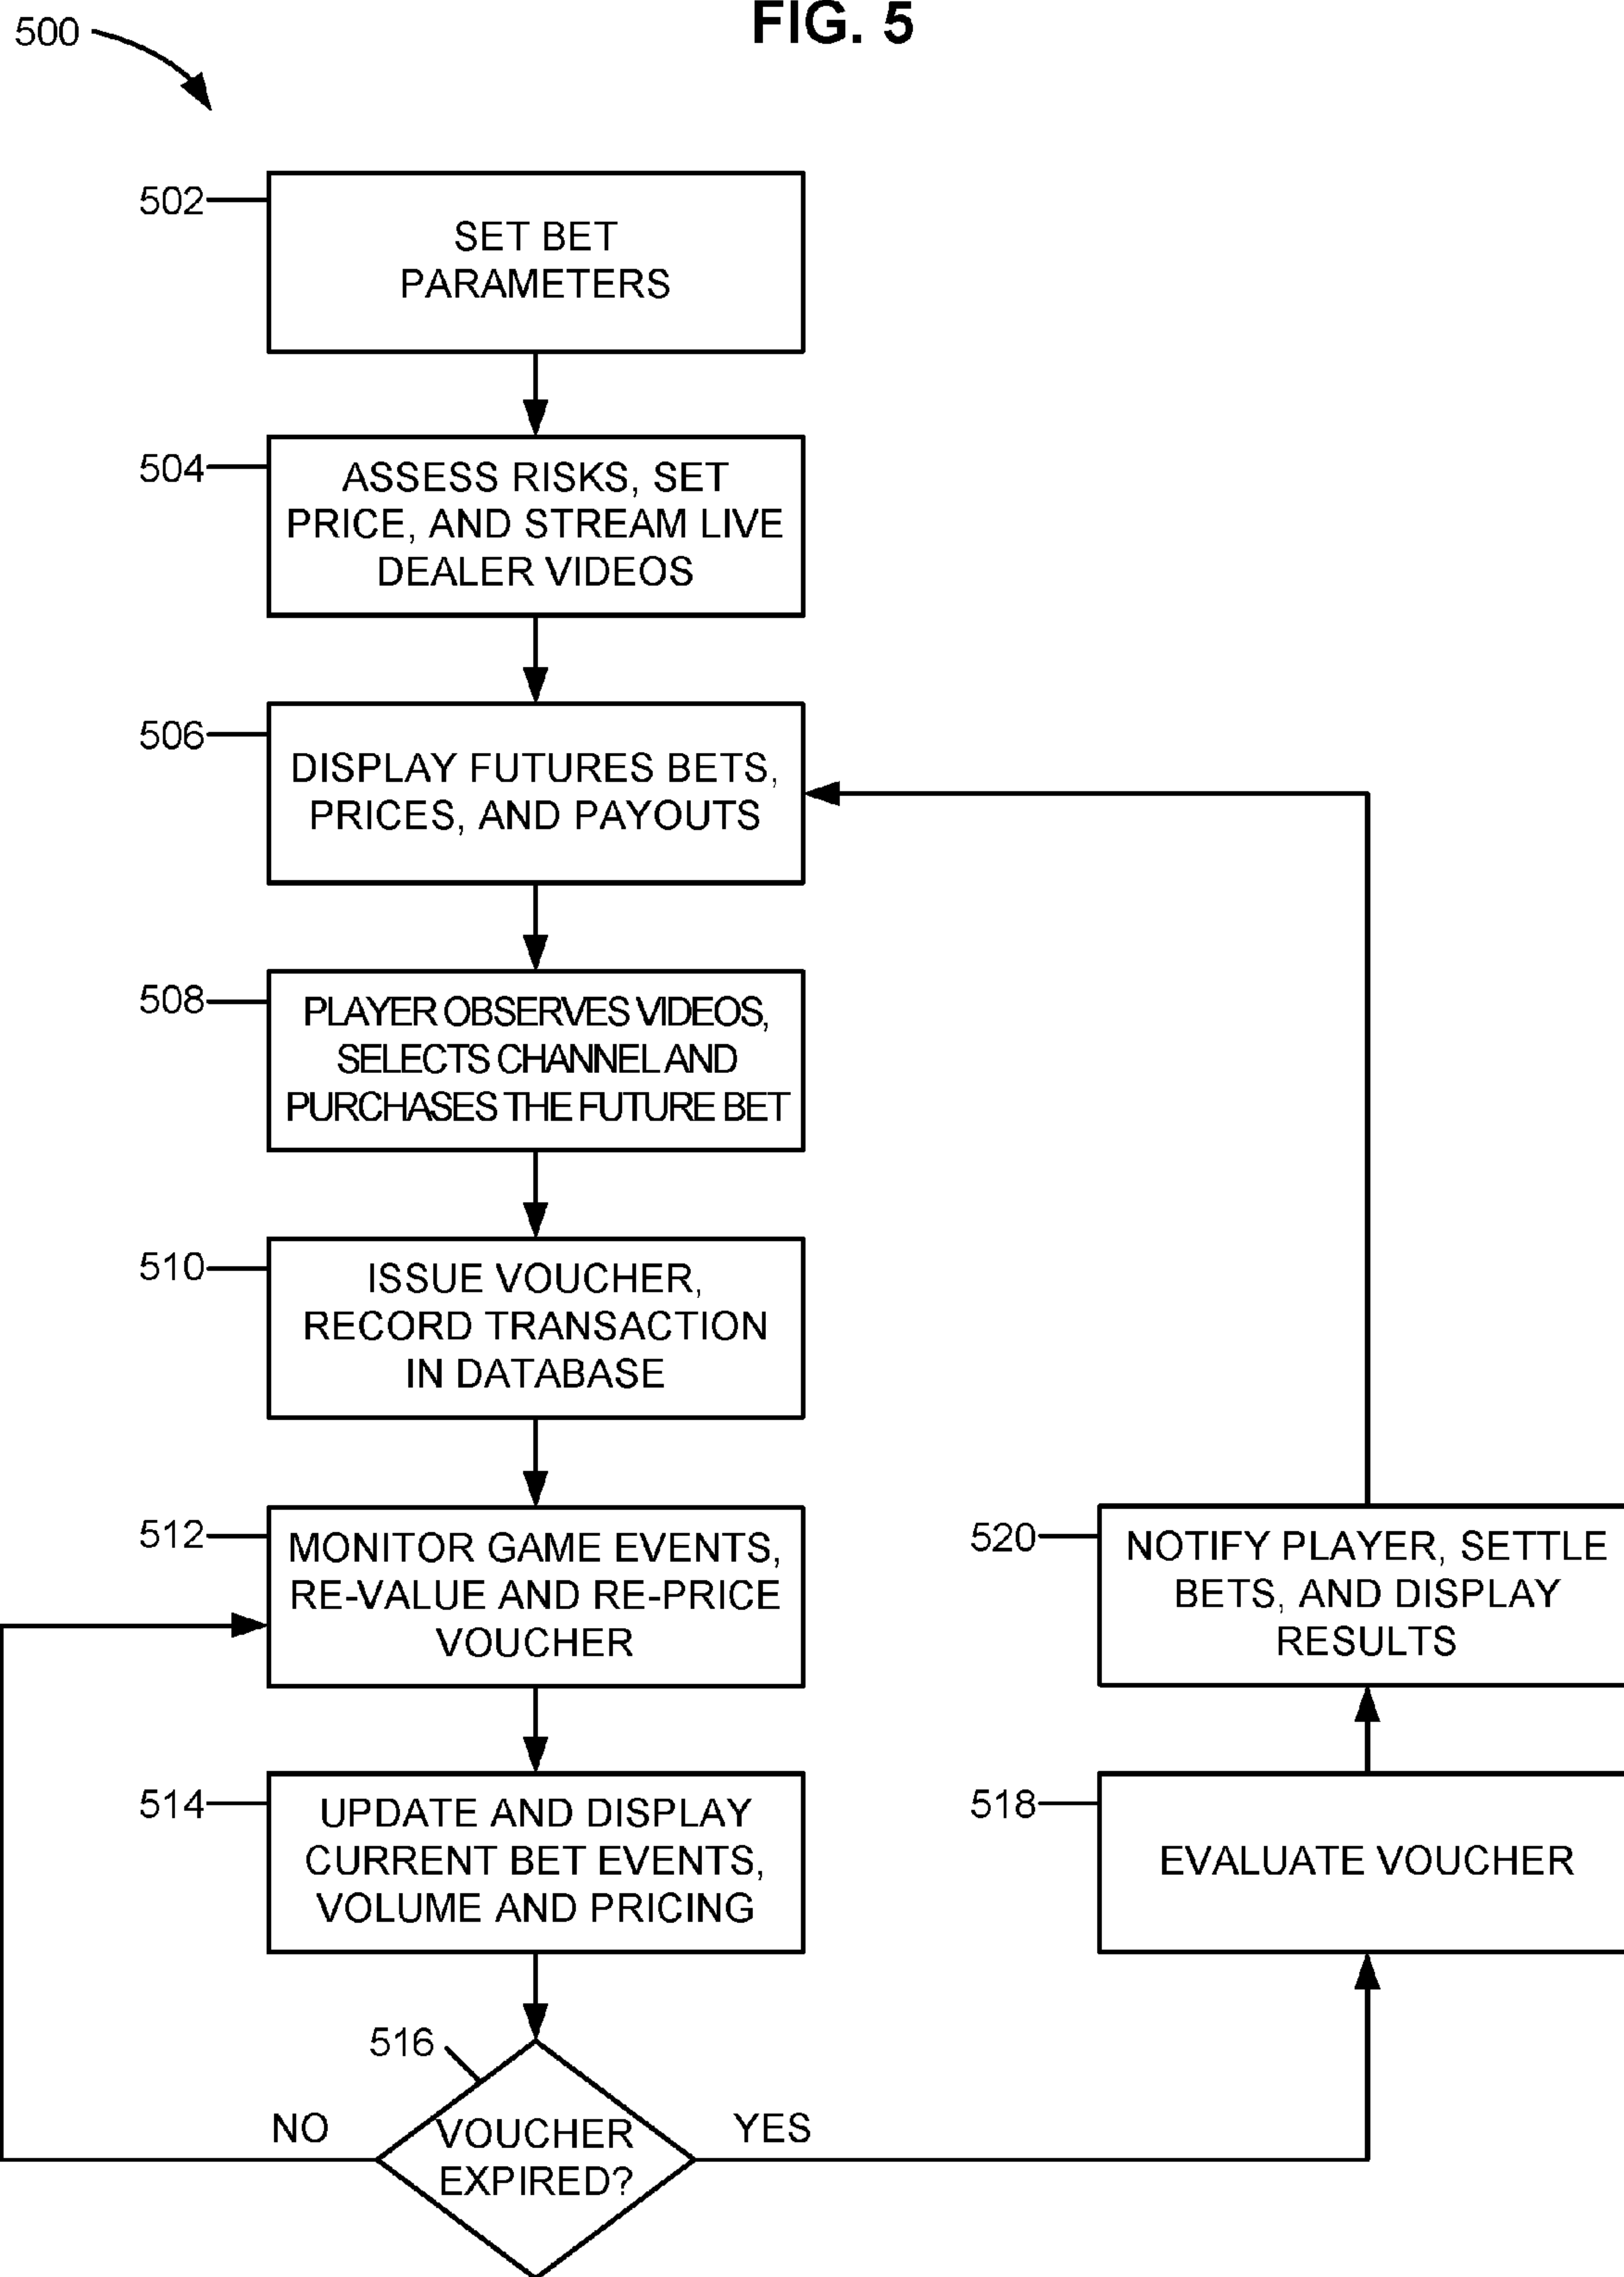 FIG. 5
500
502
SET BET
PARAMETERS
504
ASSESS RISKS, SET
PRICE, AND STREAM LIVE
DEALER VIDEOS
506
DISPLAY FUTURES BETS,
PRICES, AND PAYOUTS
508
PLAYER OBSERVES VIDEOS,
SELECTS CHANNEL AND
PURCHASES THE FUTURE BET
510
ISSUE VOUCHER,
RECORD TRANSACTION
IN DATABASE
512
MONITOR GAME EVENTS,
RE-VALUE AND RE-PRICE
VOUCHER
514
UPDATE AND DISPLAY
CURRENT BET EVENTS,
VOLUME AND PRICING
516
VOUCHER
EXPIRED?
NO
YES
518
EVALUATE VOUCHER
520
NOTIFY PLAYER, SETTLE
BETS, AND DISPLAY
RESULTS